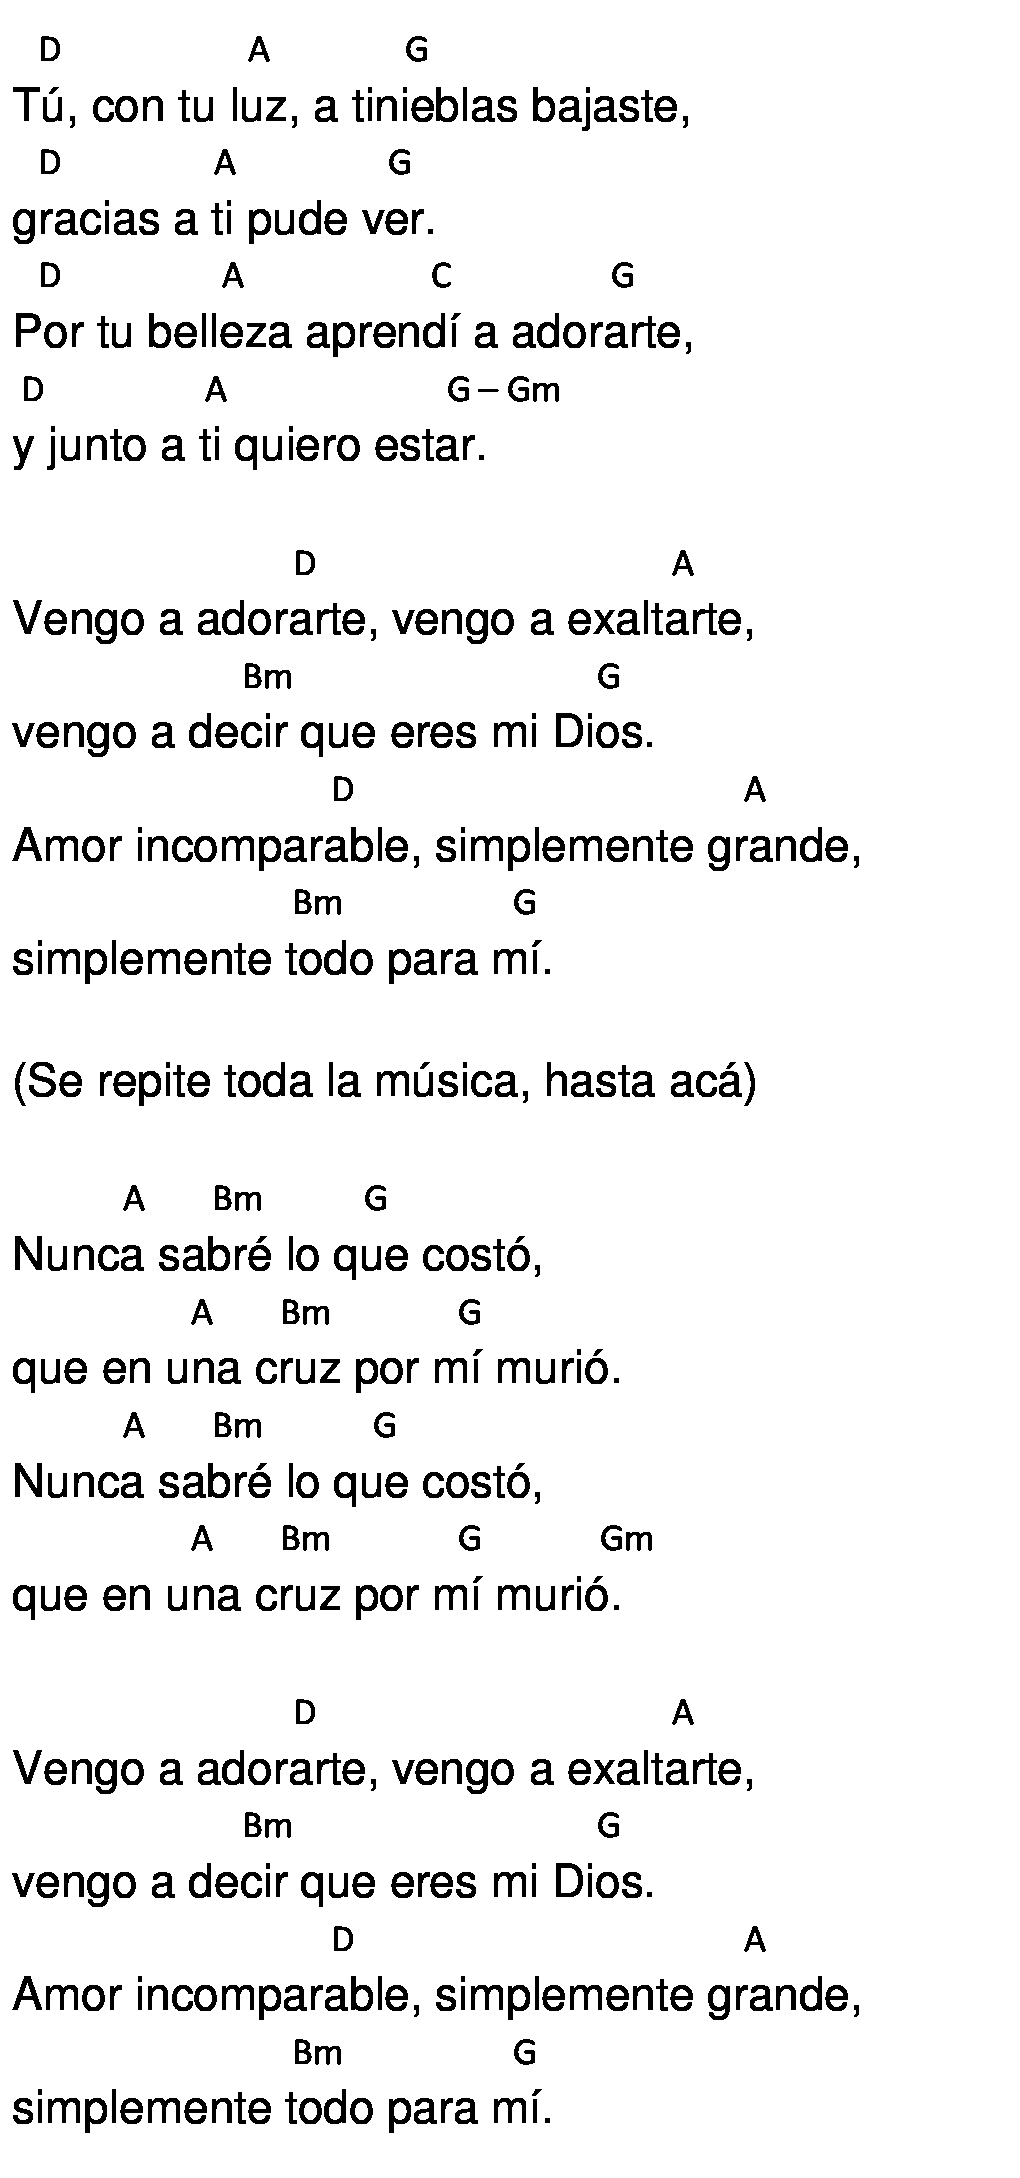 D A G
Tú, con tu luz, a tinieblas bajaste,
D A G
gracias a ti pude ver.
D A C G
Por tu belleza aprendí a adorarte,
D A G – Gm
y junto a ti quiero estar.
D A
Vengo a adorarte, vengo a exaltarte,
Bm G
vengo a decir que eres mi Dios.
D A
Amor incomparable, simplemente grande,
Bm G
simplemente todo para mí.
(Se repite toda la música, hasta acá)
A Bm G
Nunca sabré lo que costó,
A Bm G
que en una cruz por mí murió.
A Bm G
Nunca sabré lo que costó,
A Bm G Gm
que en una cruz por mí murió.
D A
Vengo a adorarte, vengo a exaltarte,
Bm G
vengo a decir que eres mi Dios.
D A
Amor incomparable, simplemente grande,
Bm G
simplemente todo para mí.